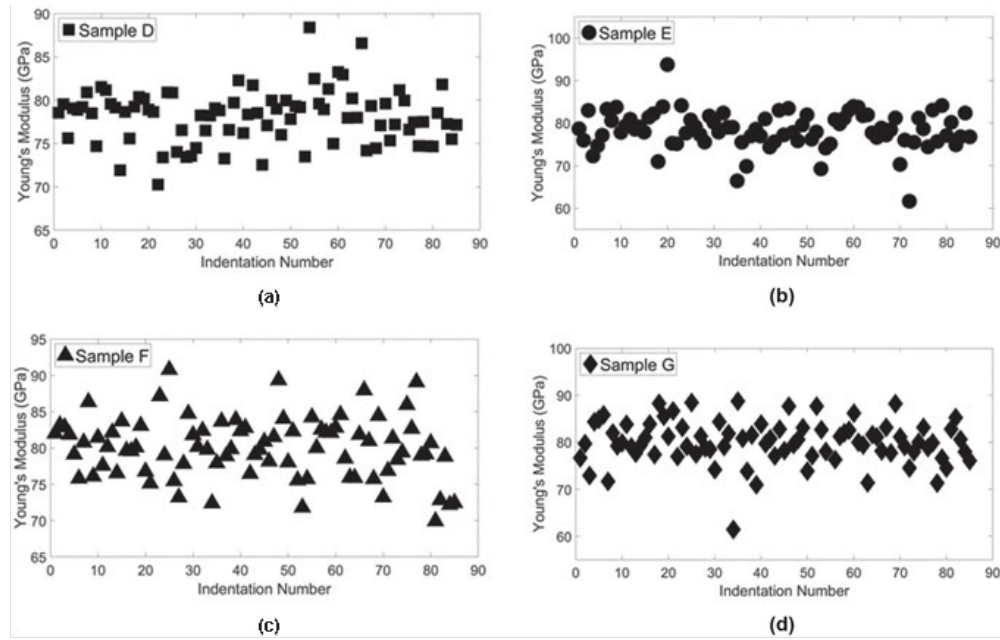 90
85
80
75
70
65
Young's Modulus (GPa)
Sample D
0 10 20 30 40 50 60 70 80 90
Indentation Number
(a)
100
90
80
70
60
Young's Modulus (GPa)
Sample E
0 10 20 30 40 50 60 70 80 90
Indentation Number
(b)
95
90
85
80
75
70
65
Young's Modulus (GPa)
Sample F
0 10 20 30 40 50 60 70 80 90
Indentation Number
(c)
100
90
80
70
60
Young's Modulus (GPa)
Sample G
0 10 20 30 40 50 60 70 80 90
Indentation Number
(d)